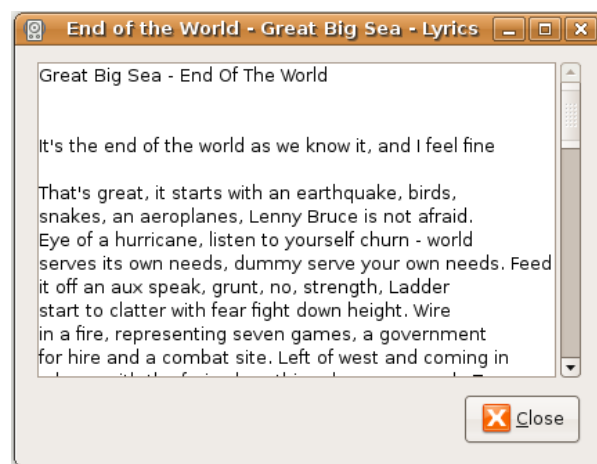 End of the World - Great Big Sea - Lyrics
Great Big Sea - End Of The World
It's the end of the world as we know it, and I feel fine
That's great, it starts with an earthquake, birds,
snakes, an aeroplanes, Lenny Bruce is not afraid.
Eye of a hurricane, listen to yourself churn - world
serves its own needs, dummy serve your own needs. Feed
it off an aux speak, grunt, no, strength, Ladder
start to clatter with fear fight down height. Wire
in a fire, representing seven games, a government
for hire and a combat site. Left of west and coming in
Close